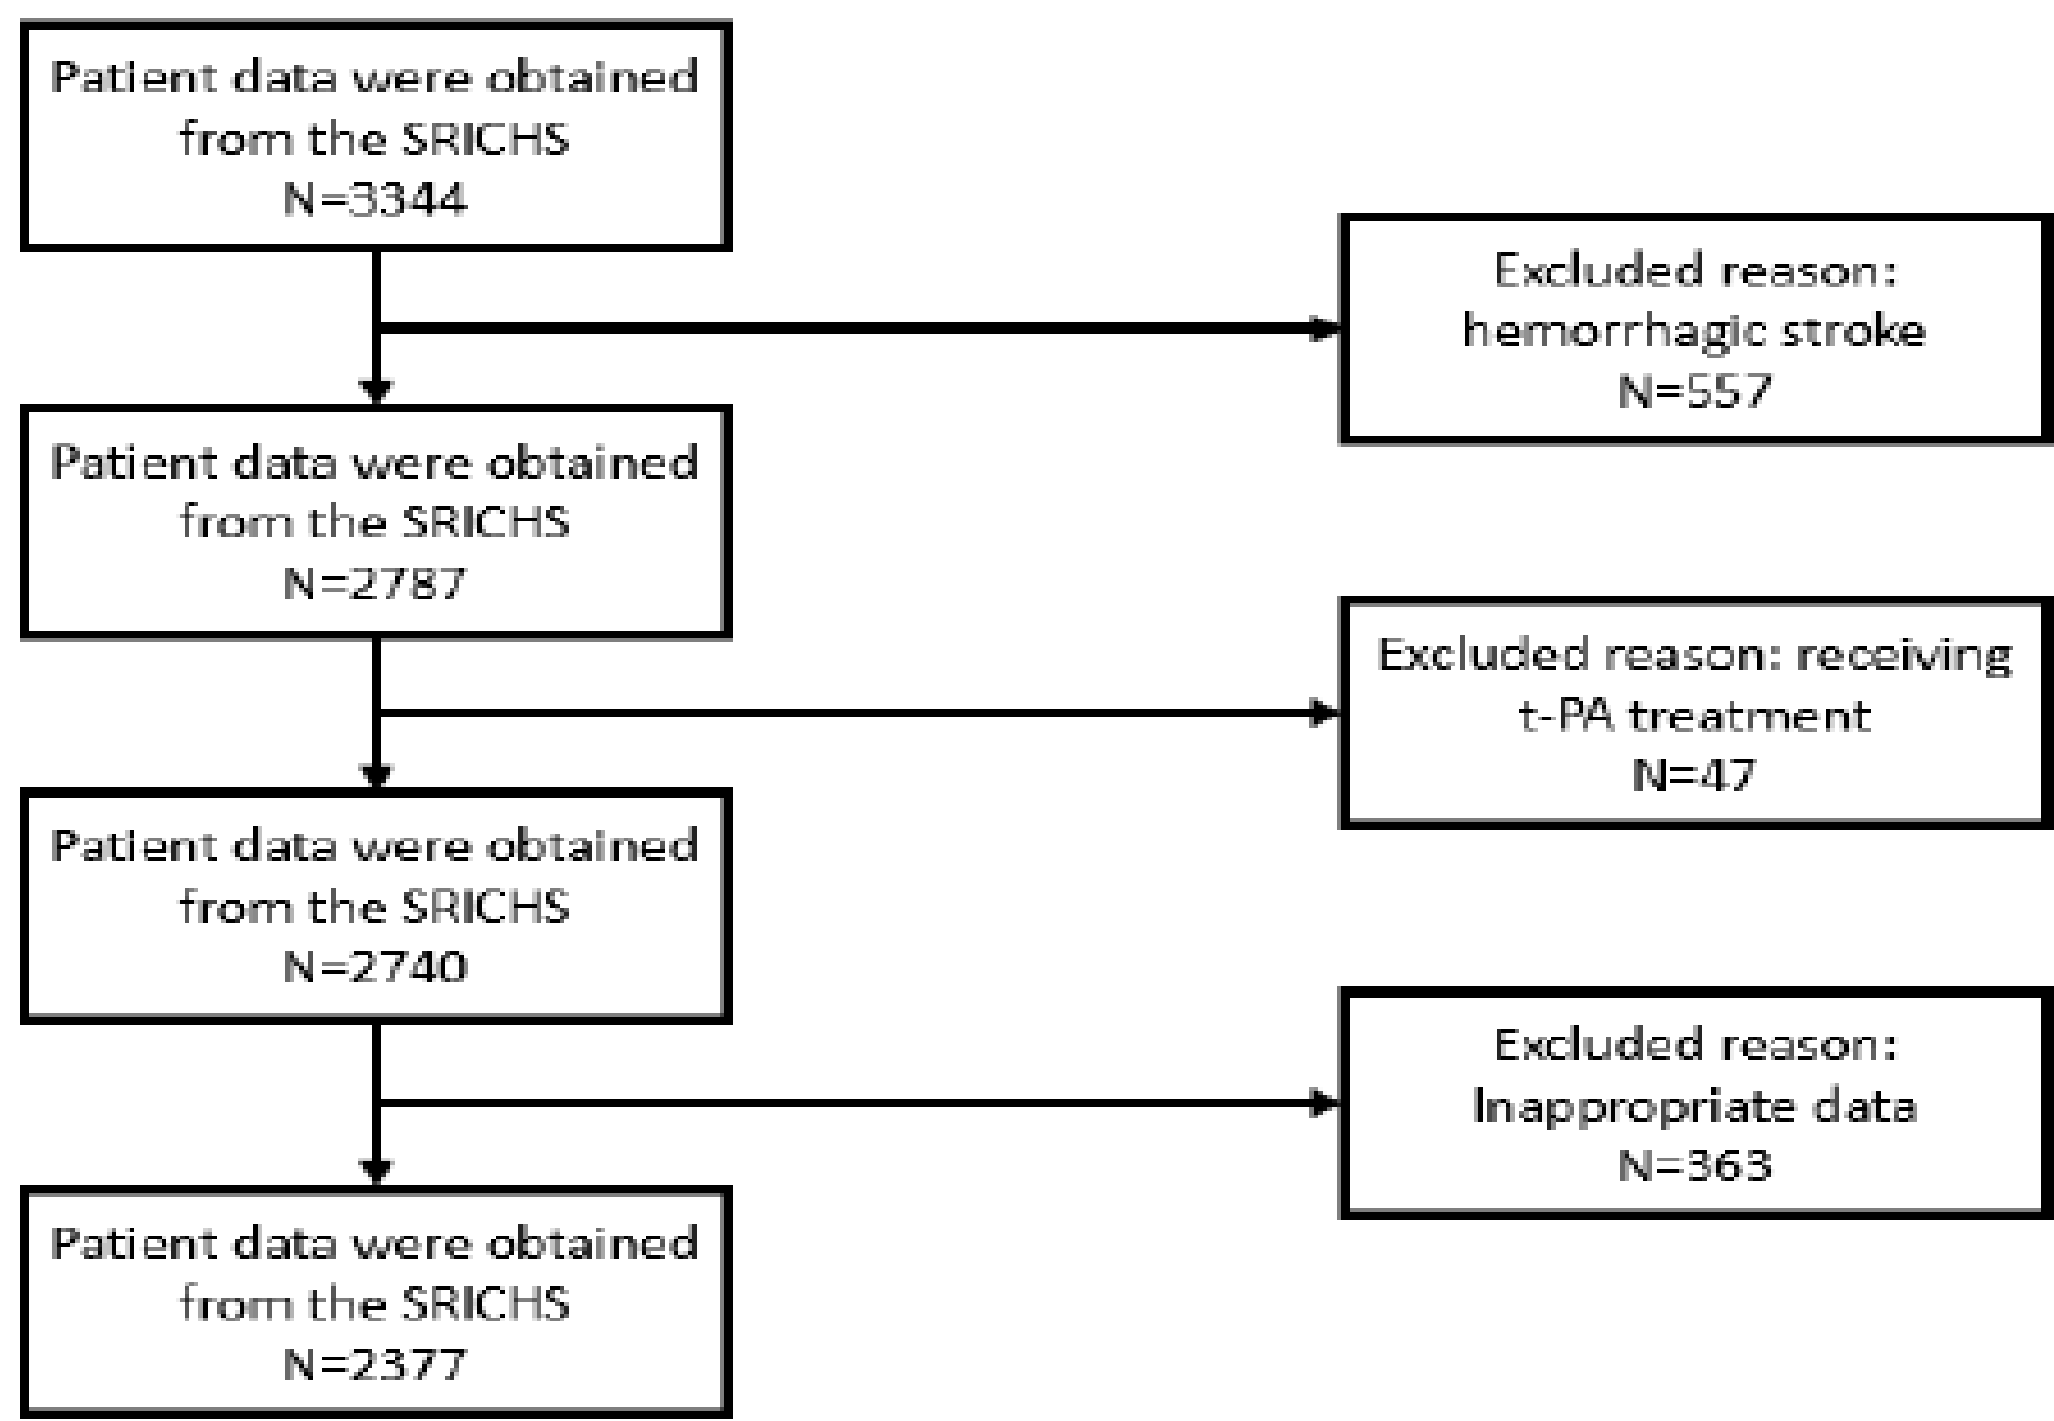 Patient data were obtained
from the SRICHS
N=3344
Excluded reason:
hemorrhagic stroke
N=557
Patient data were obtained
from the SRICHS
N=2787
Excluded reason: receiving
t-PA treatment
N=47
Patient data were obtained
from the SRICHS
N=2740
Excluded reason:
Inappropriate data
N=363
Patient data were obtained
from the SRICHS
N=2377